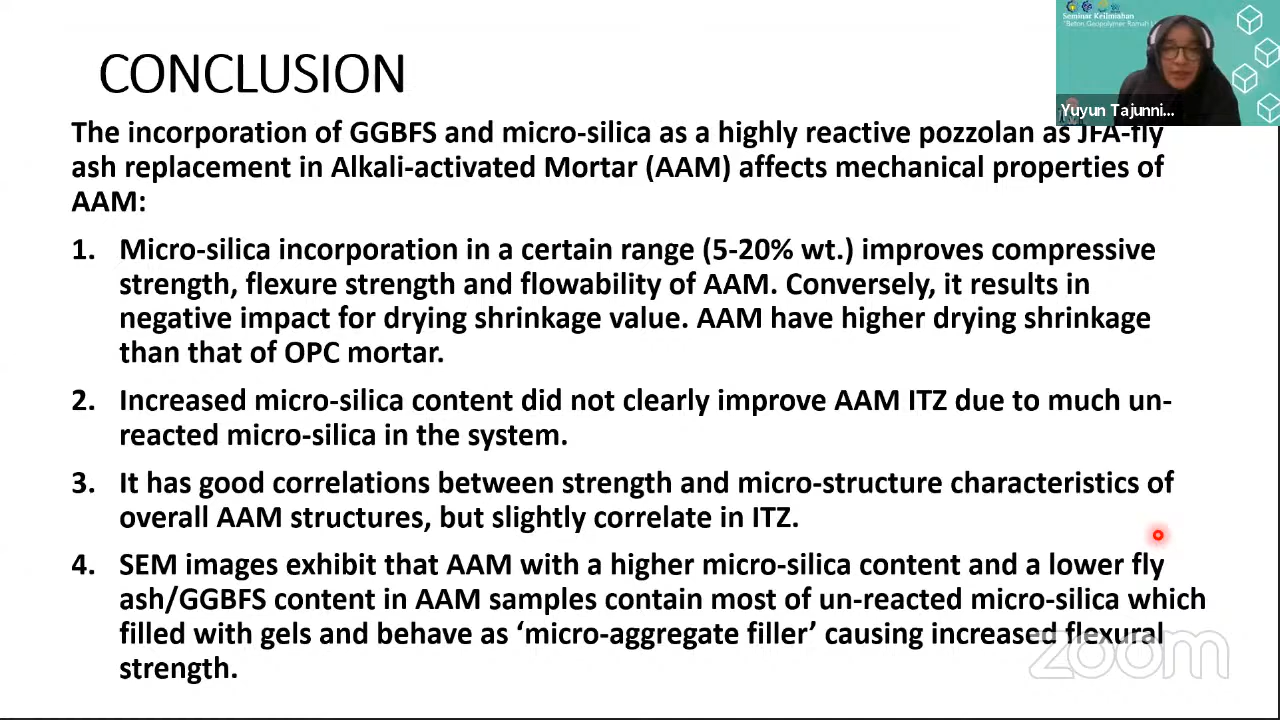 CONCLUSION
Seminar Keilmiahan
"Beton Geopolymer Ramah L
Yuyun Tajunni...
The incorporation of GGBFS and micro-silica as a highly reactive pozzolan as JFA-fly
ash replacement in Alkali-activated Mortar (AAM) affects mechanical properties of
AAM:
1. Micro-silica incorporation in a certain range (5-20% wt.) improves compressive
strength, flexure strength and flowability of AAM. Conversely, it results in
negative impact for drying shrinkage value. AAM have higher drying shrinkage
than that of OPC mortar.
2. Increased micro-silica content did not clearly improve AAM ITZ due to much un-
reacted micro-silica in the system.
3. It has good correlations between strength and micro-structure characteristics of
overall AAM structures, but slightly correlate in ITZ.
4. SEM images exhibit that AAM with a higher micro-silica content and a lower fly
ash/GGBFS content in AAM samples contain most of un-reacted micro-silica which
filled with gels and behave as ‘micro-aggregate filler’ causing increased flexural
strength.
zoom